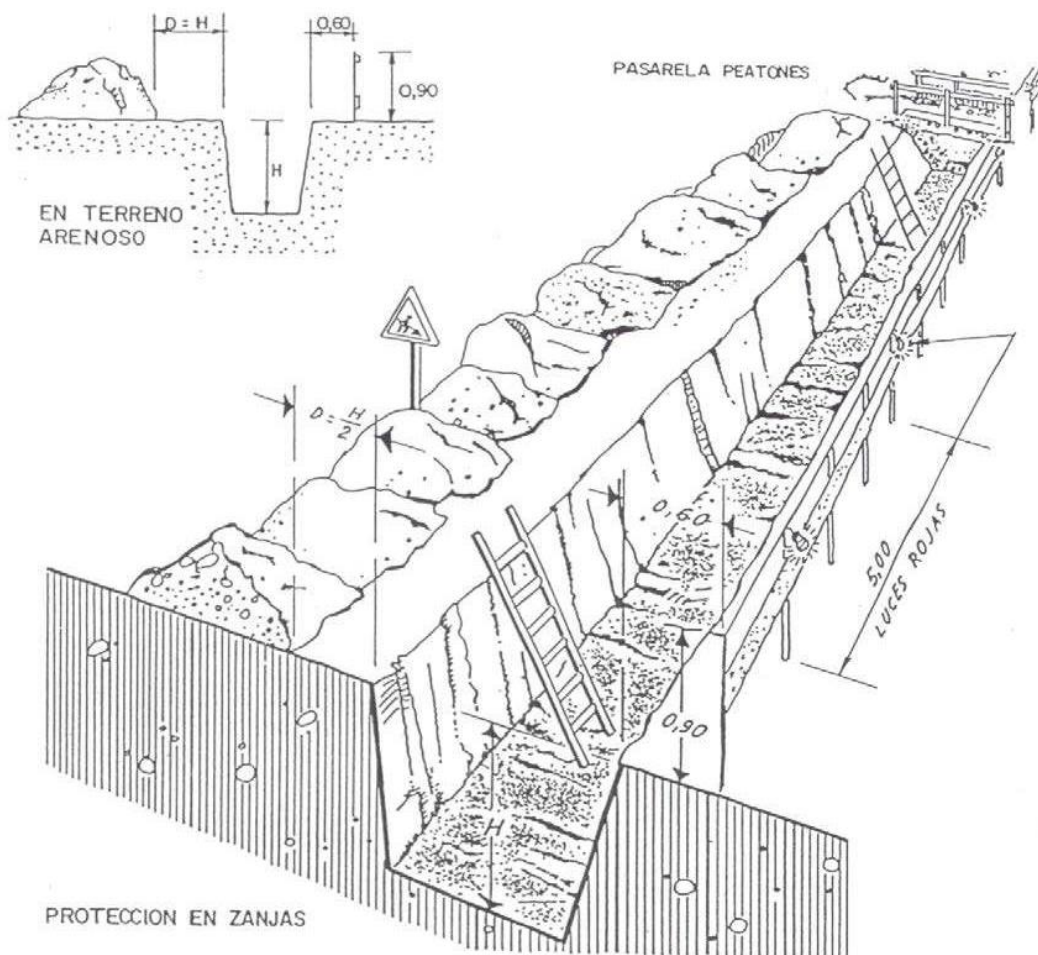 D = H
0,60
0,90
H
EN TERRENO
ARENOSO
PASARELA PEATONES
D = H
2
0.60
5,00
LUCES ROJAS
0,90
H
PROTECCION EN ZANJAS